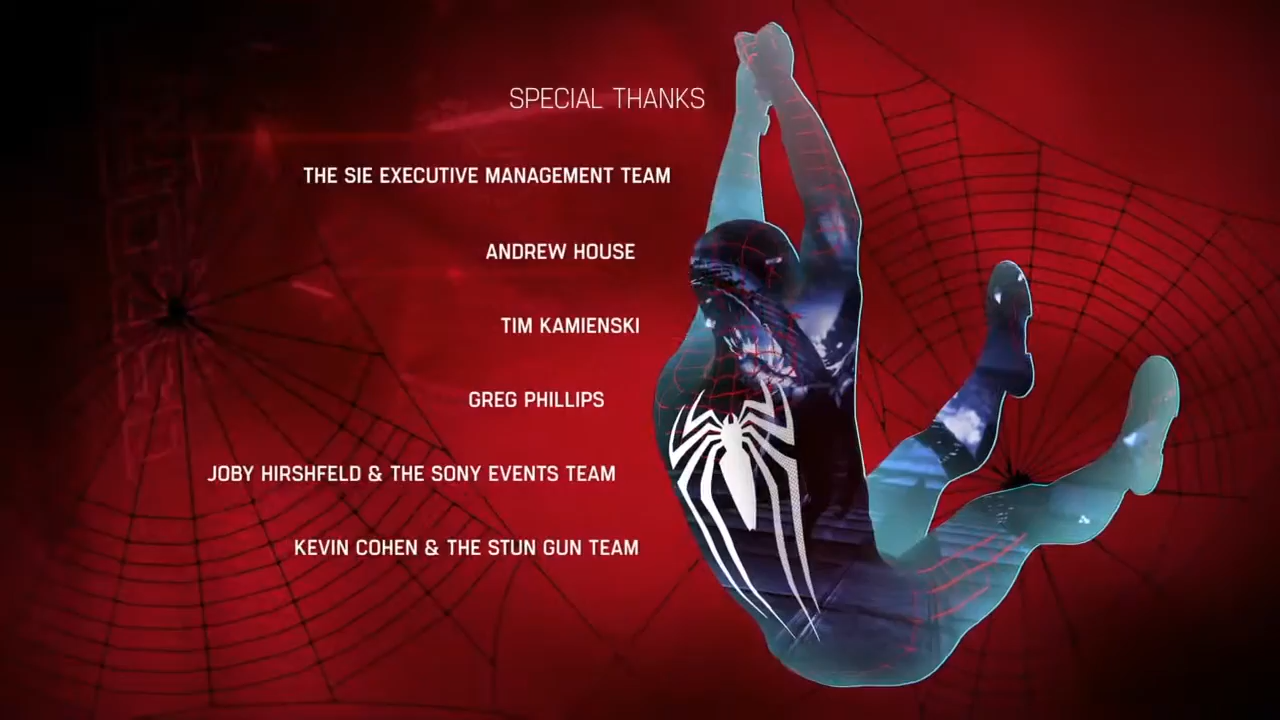 SPECIAL THANKS
THE SIE EXECUTIVE MANAGEMENT TEAM
ANDREW HOUSE
TIM KAMIENSKI
GREG PHILLIPS
JOBY HIRSHFELD & THE SONY EVENTS TEAM
KEVIN COHEN & THE STUN GUN TEAM